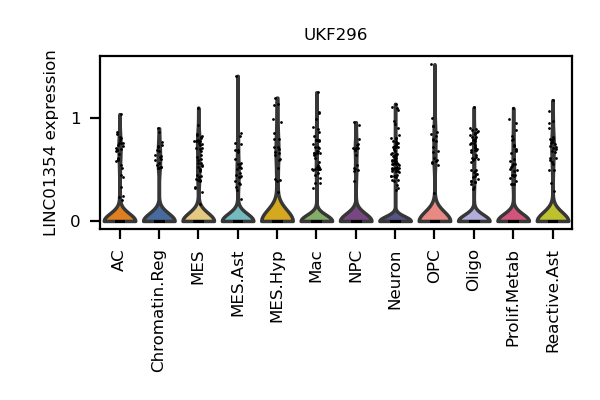 UKF296
LINC01354 expression
1
0
AC
Chromatin.Reg
MES
MES.Ast
MES.Hyp
Mac
NPC
Neuron
OPC
Oligo
Prolif.Metab
Reactive.Ast